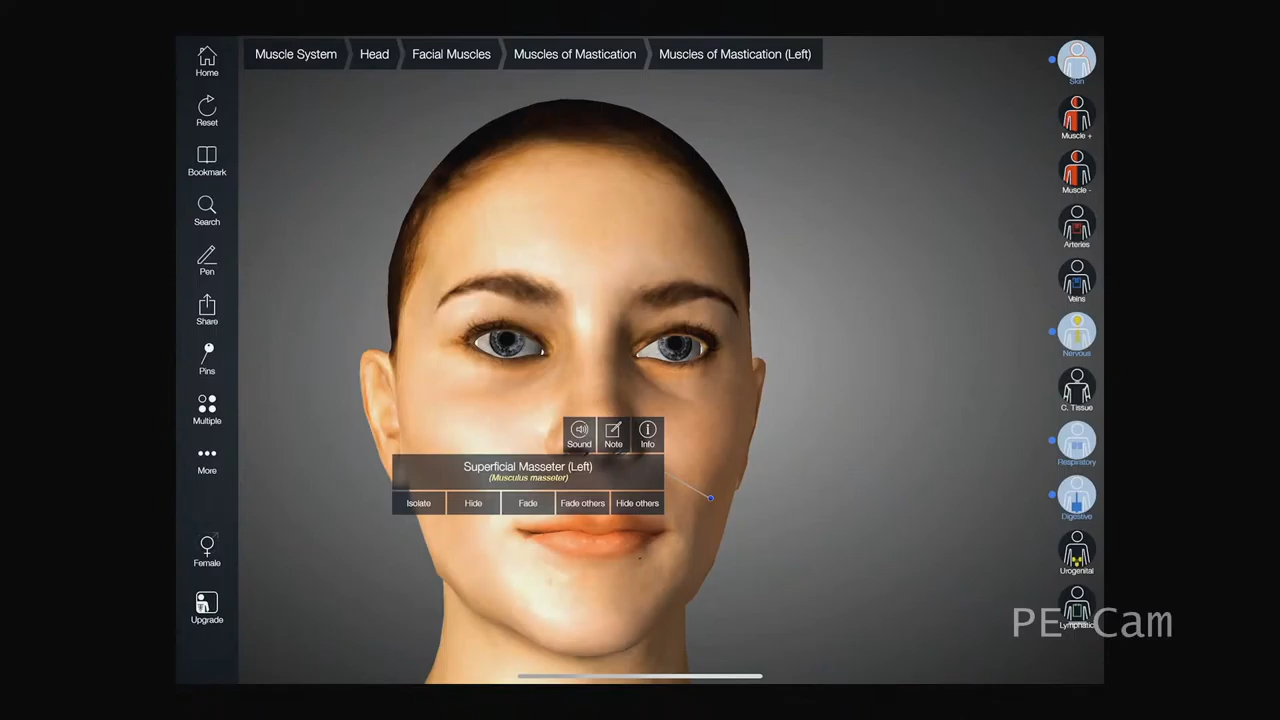 Muscle System
Head
Facial Muscles
Muscles of Mastication
Muscles of Mastication (Left)
Home
Reset
Bookmark
Search
Pen
Share
Pins
Multiple
More
Female
Upgrade
Sound
Note
Info
Superficial Masseter (Left)
(Musculus masseter)
Isolate
Hide
Fade
Fade others
Hide others
Skin
Muscle +
Muscle -
Arteries
Veins
Nervous
C. Tissue
Respiratory
Digestive
Urogenital
Lymphatic
PE Cam